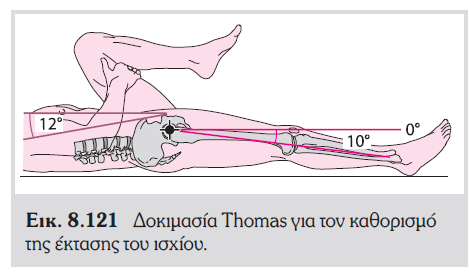 12°
0°
10°
Εικ. 8.121 Δοκιμασία Thomas για τον καθορισμό
της έκτασης του ισχίου.